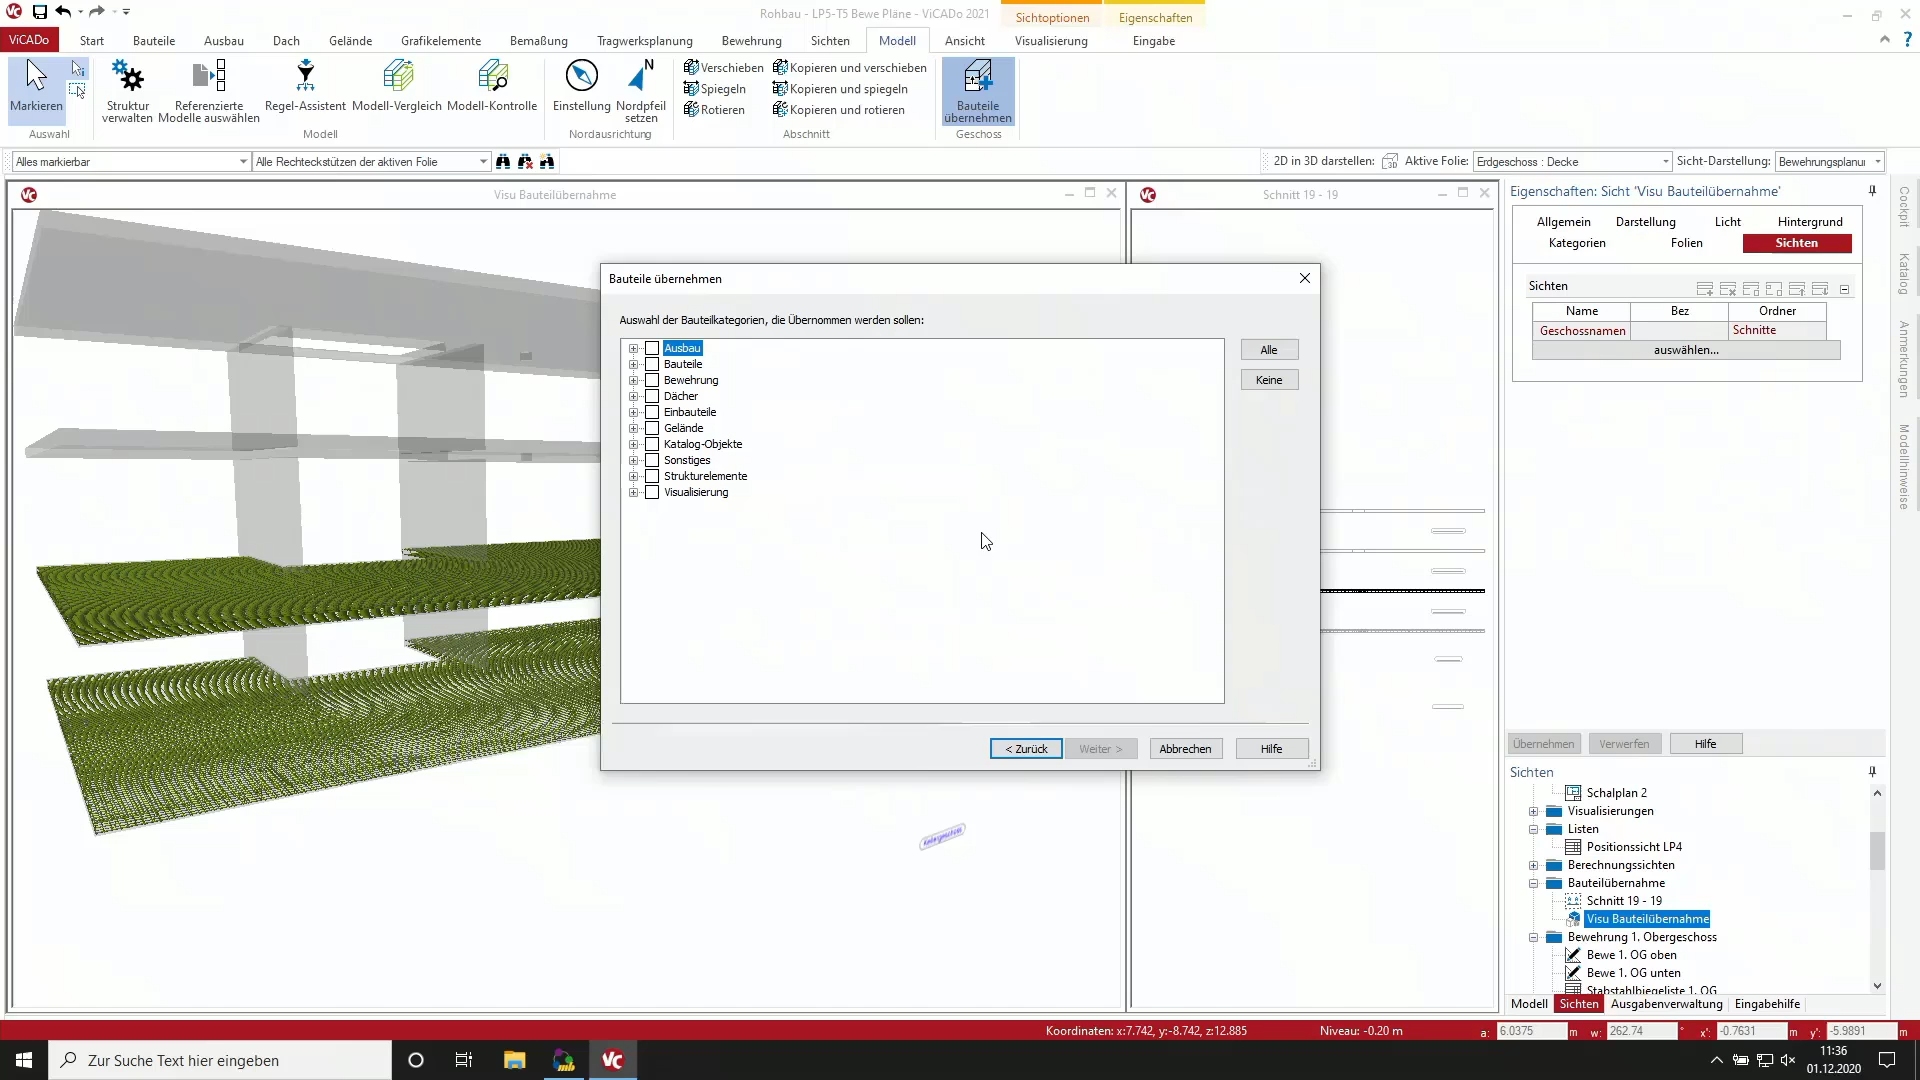 Rohbau - LP5-T5 Bewe Pläne - ViCADo 2021
Sichtoptionen
Eigenschaften
ViCADo
Start
Bauteile
Ausbau
Dach
Gelände
Grafikelemente
Bemaßung
Tragwerksplanung
Bewehrung
Sichten
Modell
Ansicht
Visualisierung
Eingabe
Markieren
Auswahl
Struktur verwalten
Referenzierte Modelle auswählen
Regel-Assistent
Modell-Vergleich
Modell-Kontrolle
Modell
Einstellung
Nordpfeil setzen
Nordausrichtung
Verschieben
Spiegeln
Rotieren
Kopieren und verschieben
Kopieren und spiegeln
Kopieren und rotieren
Abschnitt
Bauteile übernehmen
Geschoss
Alles markierbar
Alle Rechteckstützen der aktiven Folie
2D in 3D darstellen:
Aktive Folie:
Erdgeschoss : Decke
Sicht-Darstellung:
Bewehrungsplanu
Visu Bauteilübernahme
Schnitt 19 - 19
Bauteile übernehmen
Auswahl der Bauteilkategorien, die Übernommen werden sollen:
Ausbau
Bauteile
Bewehrung
Dächer
Einbauteile
Gelände
Katalog-Objekte
Sonstiges
Strukturelemente
Visualisierung
Alle
Keine
< Zurück
Weiter >
Abbrechen
Hilfe
Eigenschaften: Sicht 'Visu Bauteilübernahme'
Allgemein
Darstellung
Licht
Hintergrund
Kategorien
Folien
Sichten
Sichten
Name
Bez
Ordner
Geschossnamen
Schnitte
auswählen...
Übernehmen
Verwerfen
Hilfe
Sichten
Schalplan 2
Visualisierungen
Listen
Positionssicht LP4
Berechnungssichten
Bauteilübernahme
Schnitt 19 - 19
Visu Bauteilübernahme
Bewehrung 1. Obergeschoss
Bewe 1. OG oben
Bewe 1. OG unten
Stabstahlbiegeliste 1. OG
Modell
Sichten
Ausgabenverwaltung
Eingabehilfe
Cockpit
Katalog
Anmerkungen
Modellhinweise
Koordinaten: x:7.742, y:-8.742, z:12.885
Niveau: -0.20 m
a: 6.0375 m
w: 262.74 °
x': -0.7631 m
y': -5.9891 m
Zur Suche Text hier eingeben
mb
11:36
01.12.2020